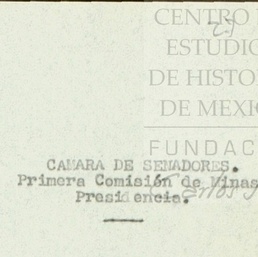 CENTRO
ESTUDIO
DE HISTO
DE MEXIC
FUNDAC
CAMARA DE SENADORES.
Primera Comisión de Minas
Presidencia.